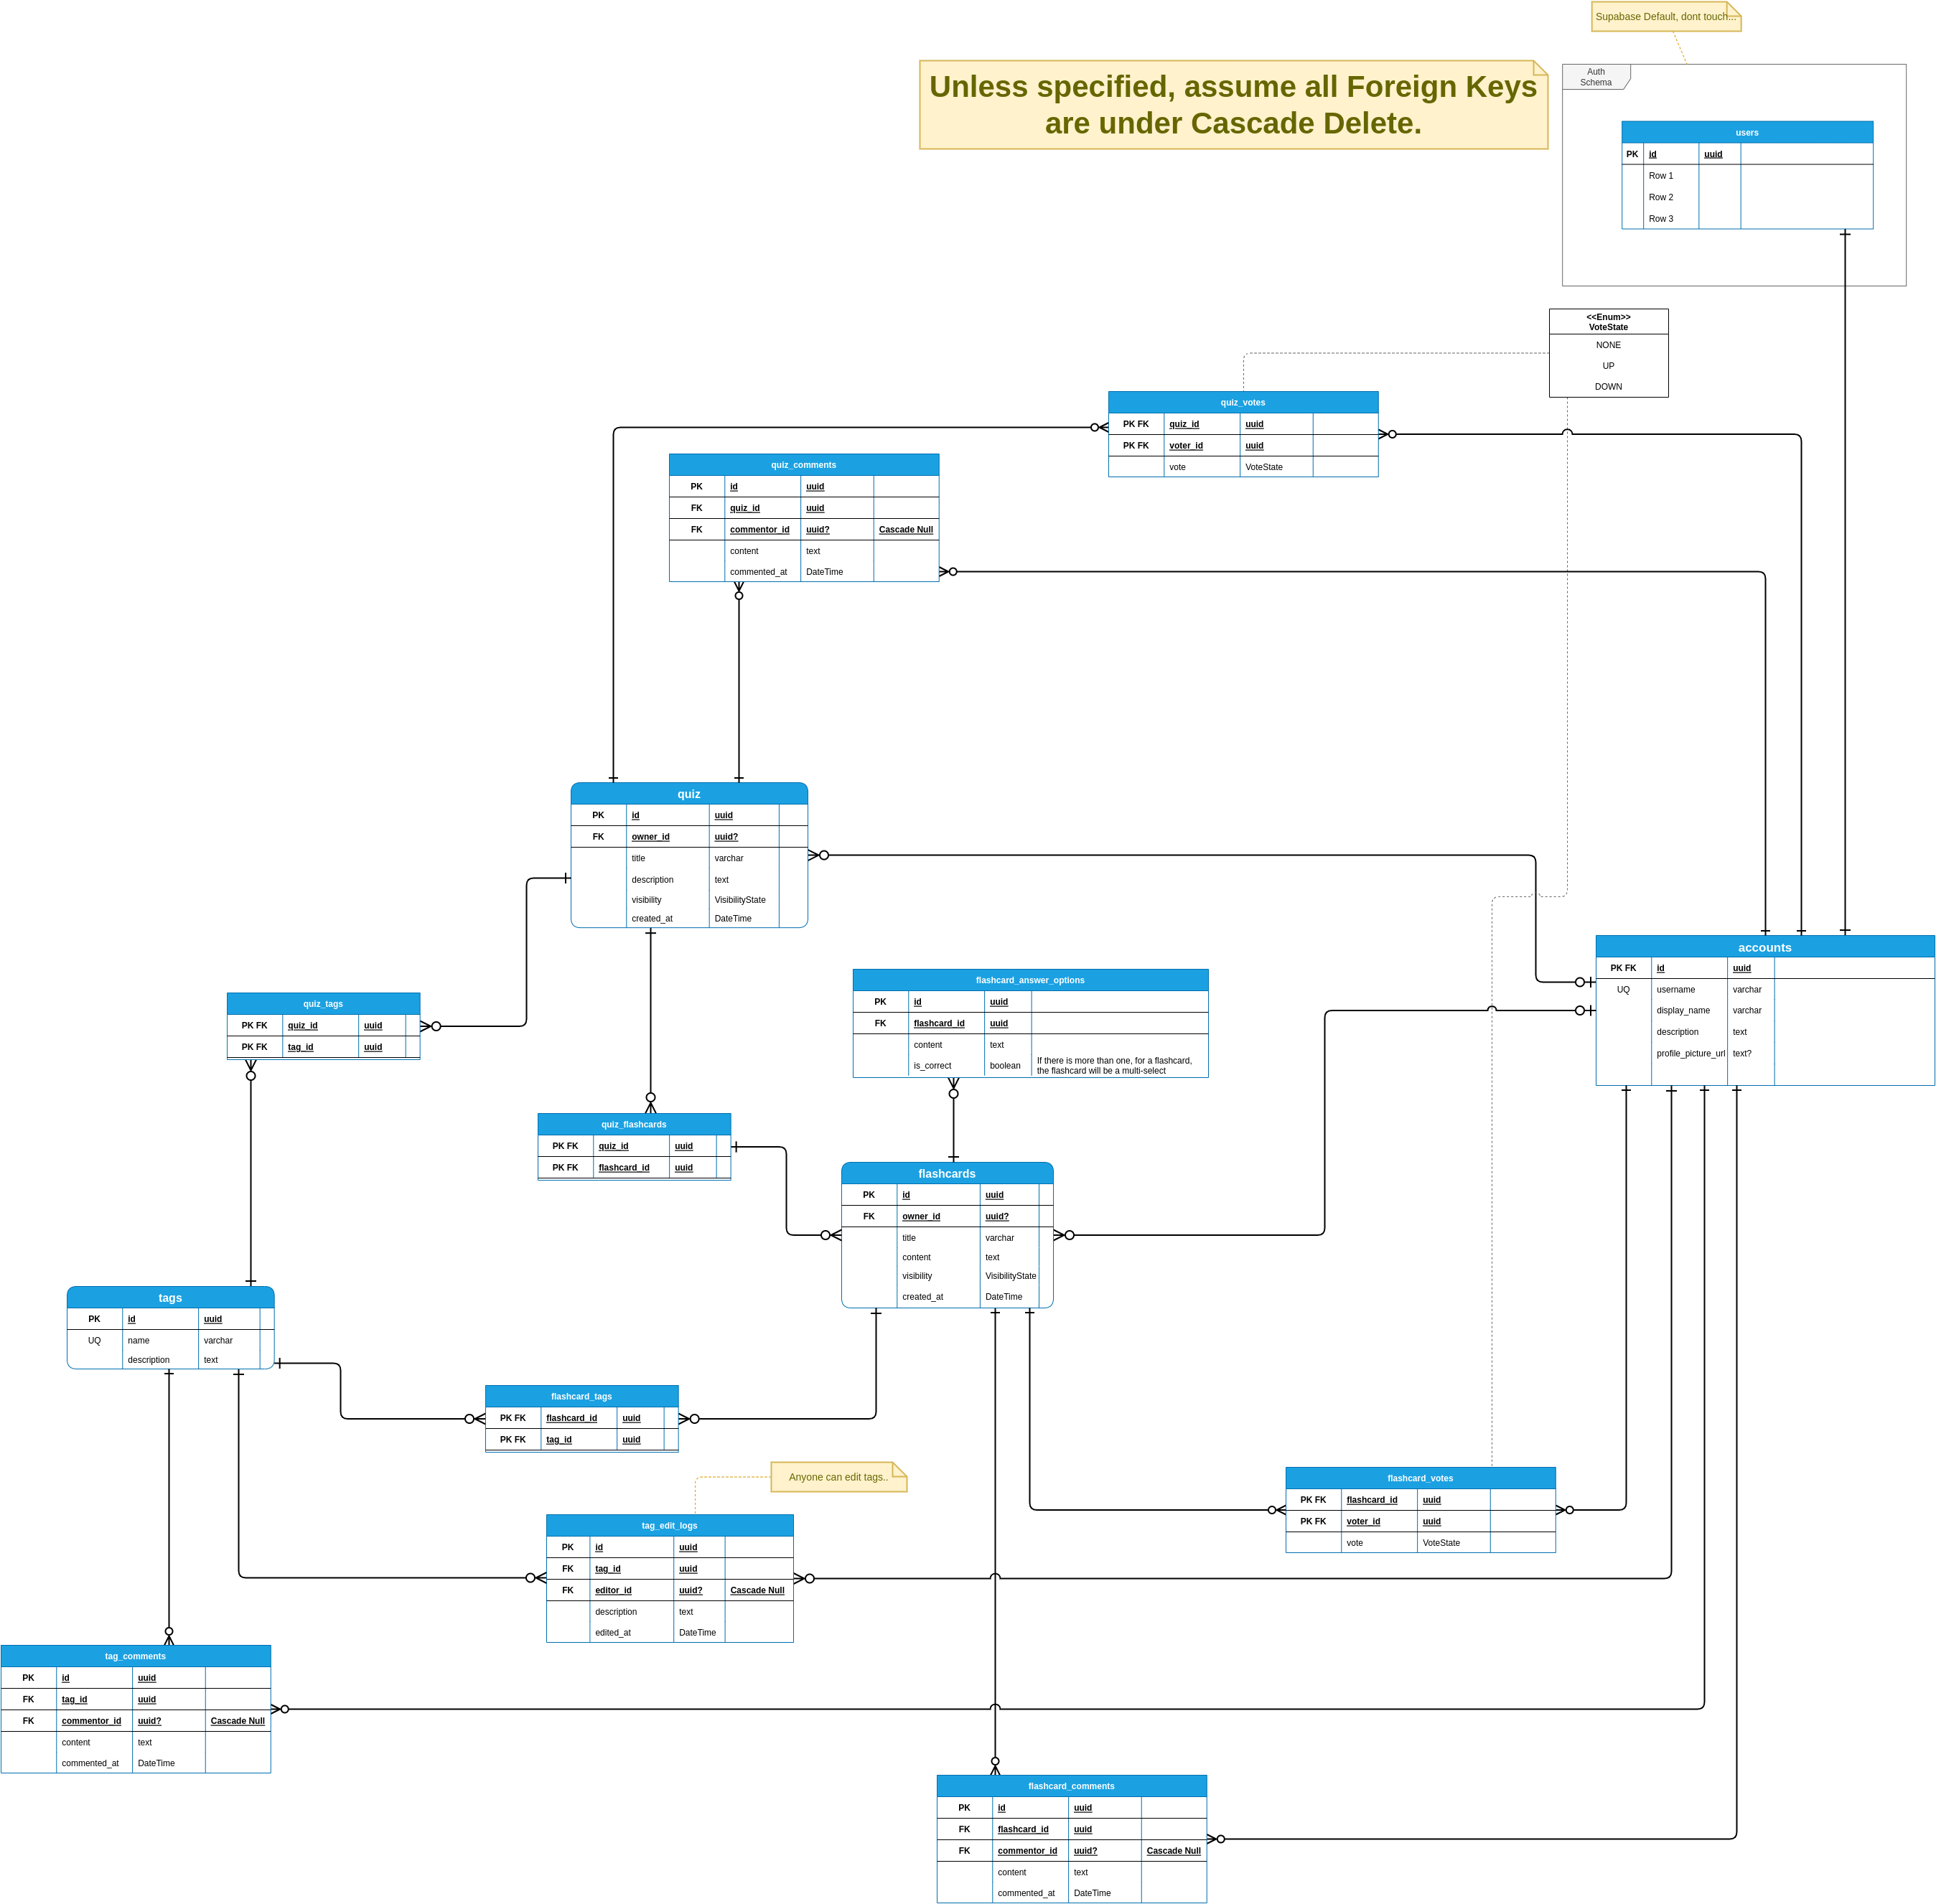 Supabase Default, dont touch...
Unless specified, assume all Foreign Keys
are under Cascade Delete.
Auth
Schema
users
PK id uuid
Row 1
Row 2
Row 3
<<Enum>>
VoteState
NONE
UP
DOWN
quiz_votes
PK FK quiz_id uuid
PK FK voter_id uuid
vote VoteState
quiz_comments
PK id uuid
FK quiz_id uuid
FK commentor_id uuid? Cascade Null
content text
commented_at DateTime
quiz
PK id uuid
FK owner_id uuid?
title varchar
description text
visibility VisibilityState
created_at DateTime
accounts
PK FK id uuid
UQ username varchar
display_name varchar
description text
profile_picture_url text?
flashcard_answer_options
PK id uuid
FK flashcard_id uuid
content text
is_correct boolean If there is more than one, for a flashcard,
the flashcard will be a multi-select
quiz_tags
PK FK quiz_id uuid
PK FK tag_id uuid
quiz_flashcards
PK FK quiz_id uuid
PK FK flashcard_id uuid
flashcards
PK id uuid
FK owner_id uuid?
title varchar
content text
visibility VisibilityState
created_at DateTime
tags
PK id uuid
UQ name varchar
description text
flashcard_tags
PK FK flashcard_id uuid
PK FK tag_id uuid
Anyone can edit tags..
flashcard_votes
PK FK flashcard_id uuid
PK FK voter_id uuid
vote VoteState
tag_edit_logs
PK id uuid
FK tag_id uuid
FK editor_id uuid? Cascade Null
description text
edited_at DateTime
tag_comments
PK id uuid
FK tag_id uuid
FK commentor_id uuid? Cascade Null
content text
commented_at DateTime
flashcard_comments
PK id uuid
FK flashcard_id uuid
FK commentor_id uuid? Cascade Null
content text
commented_at DateTime